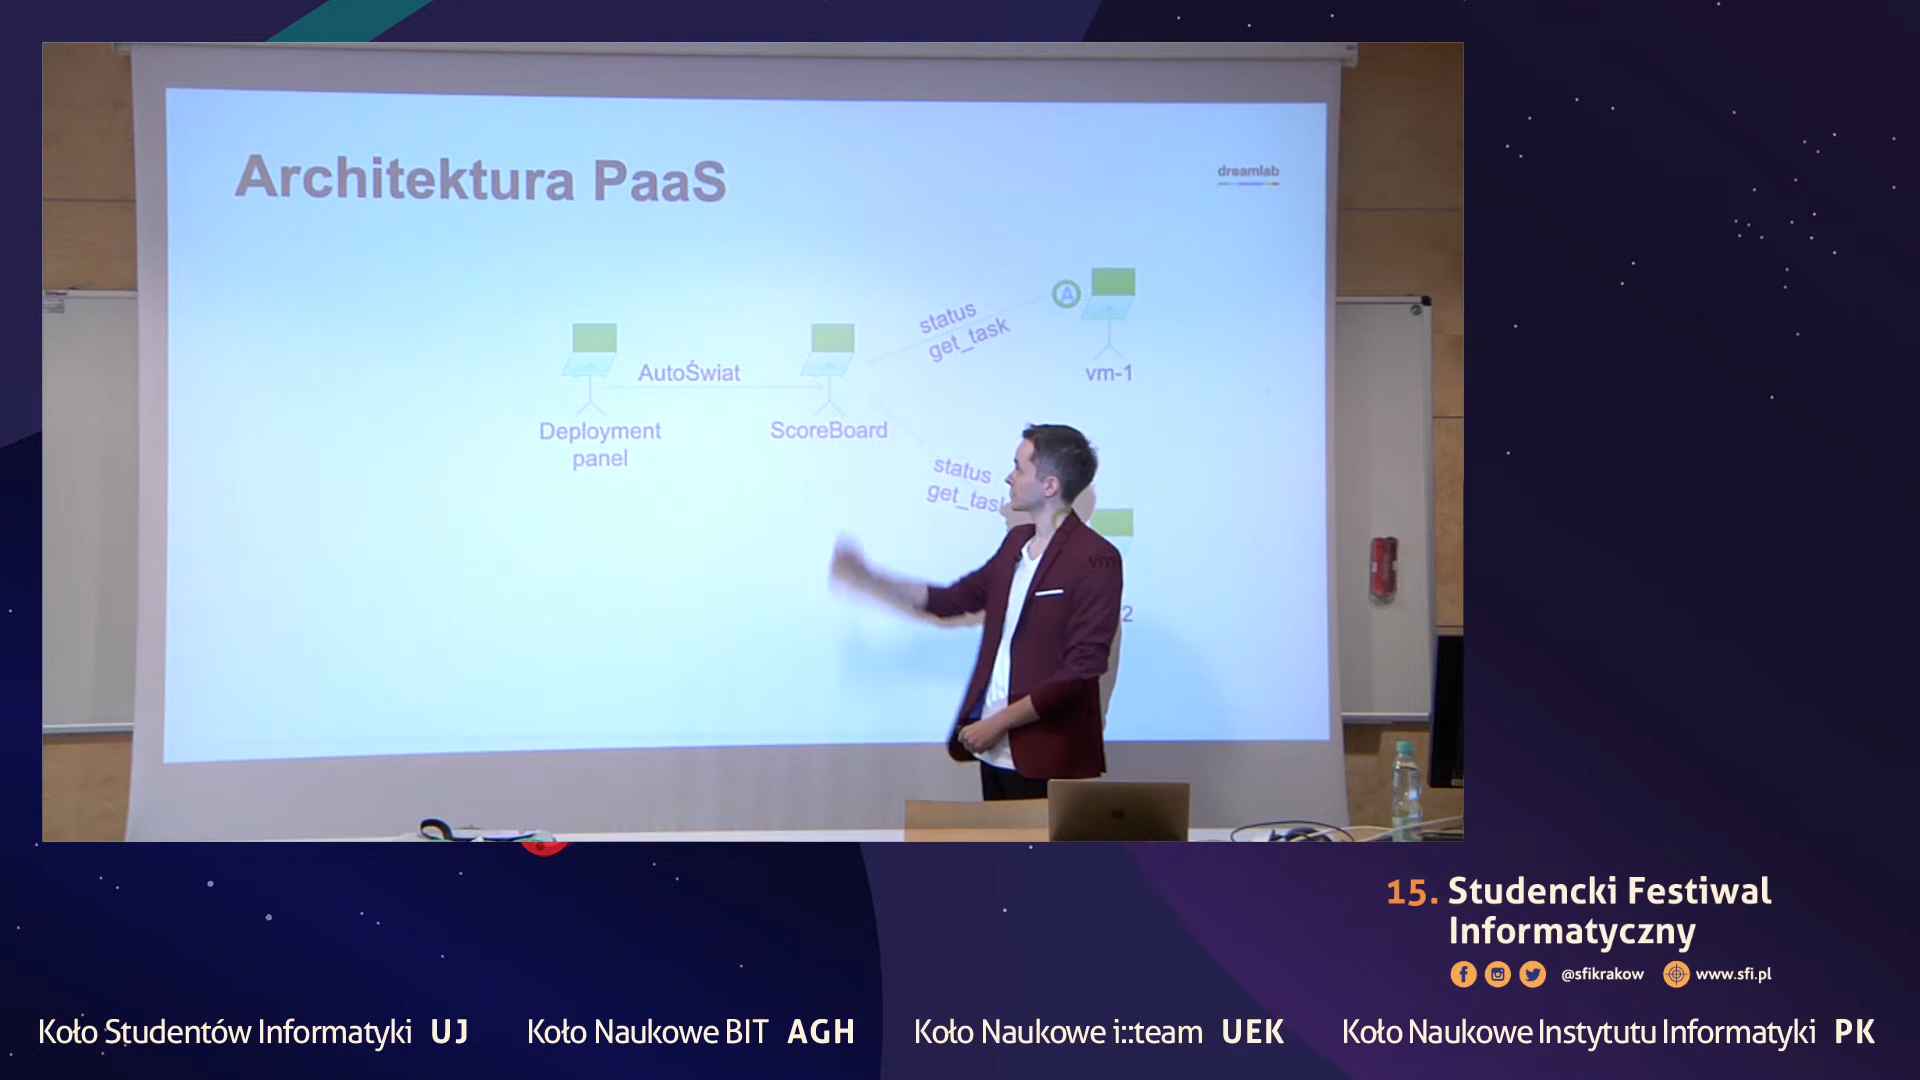 Architektura PaaS
dreamlab
A
status
get_task
vm-1
AutoŚwiat
Deployment
panel
ScoreBoard
status
2
15. Studencki Festiwal
Informatyczny
@sfikrakow www.sfi.pl
Koło Studentów Informatyki UJ
Koło Naukowe BIT AGH
Koło Naukowe i::team UEK
Koło Naukowe Instytutu Informatyki PK